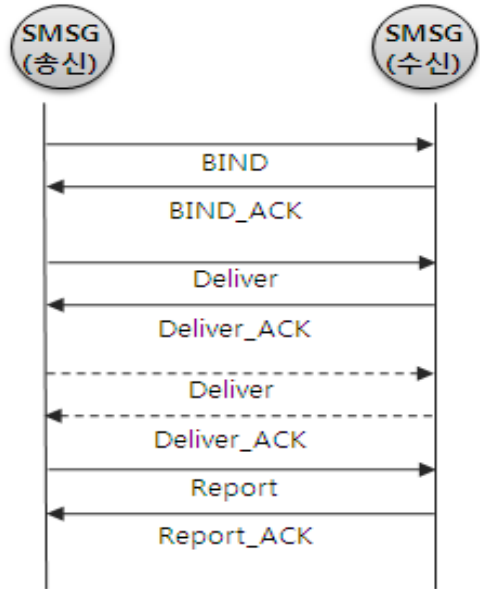 SMSG
(송신)
SMSG
(수신)
BIND
BIND_ACK
Deliver
Deliver_ACK
Deliver
Deliver_ACK
Report
Report_ACK